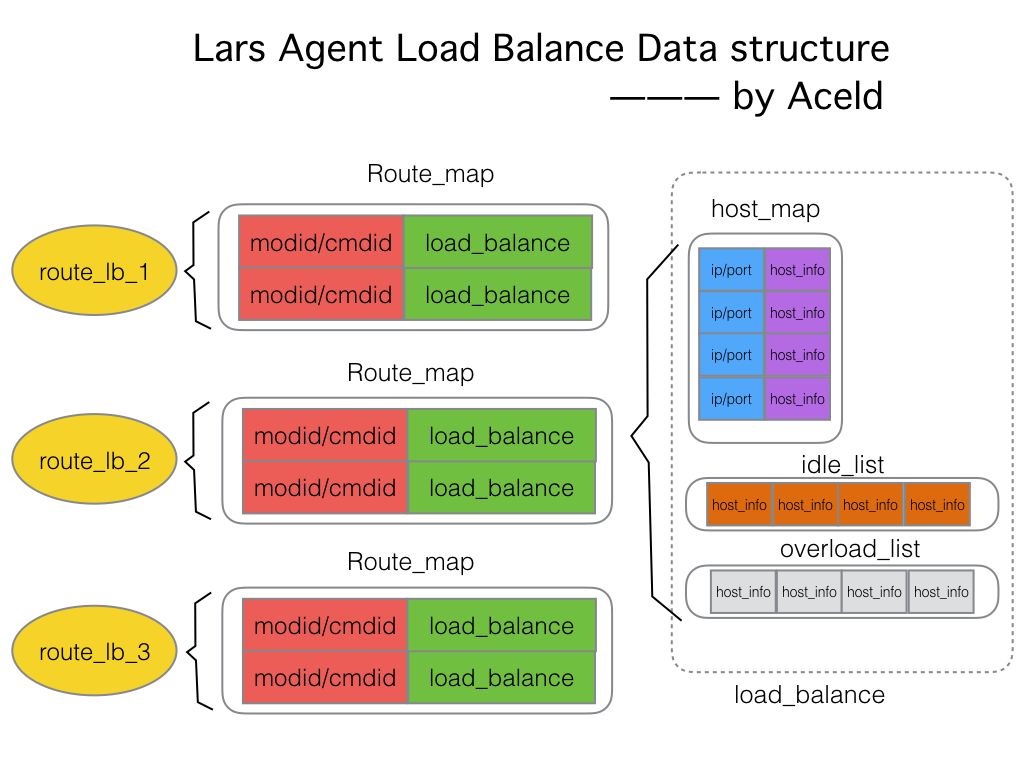 Lars Agent Load Balance Data structure
——— by Aceld
Route_map
route_lb_1
modid/cmdid load_balance
modid/cmdid load_balance
Route_map
route_lb_2
modid/cmdid load_balance
modid/cmdid load_balance
Route_map
route_lb_3
modid/cmdid load_balance
modid/cmdid load_balance
host_map
ip/port host_info
ip/port host_info
ip/port host_info
ip/port host_info
idle_list
host_info host_info host_info host_info
overload_list
host_info host_info host_info host_info
load_balance